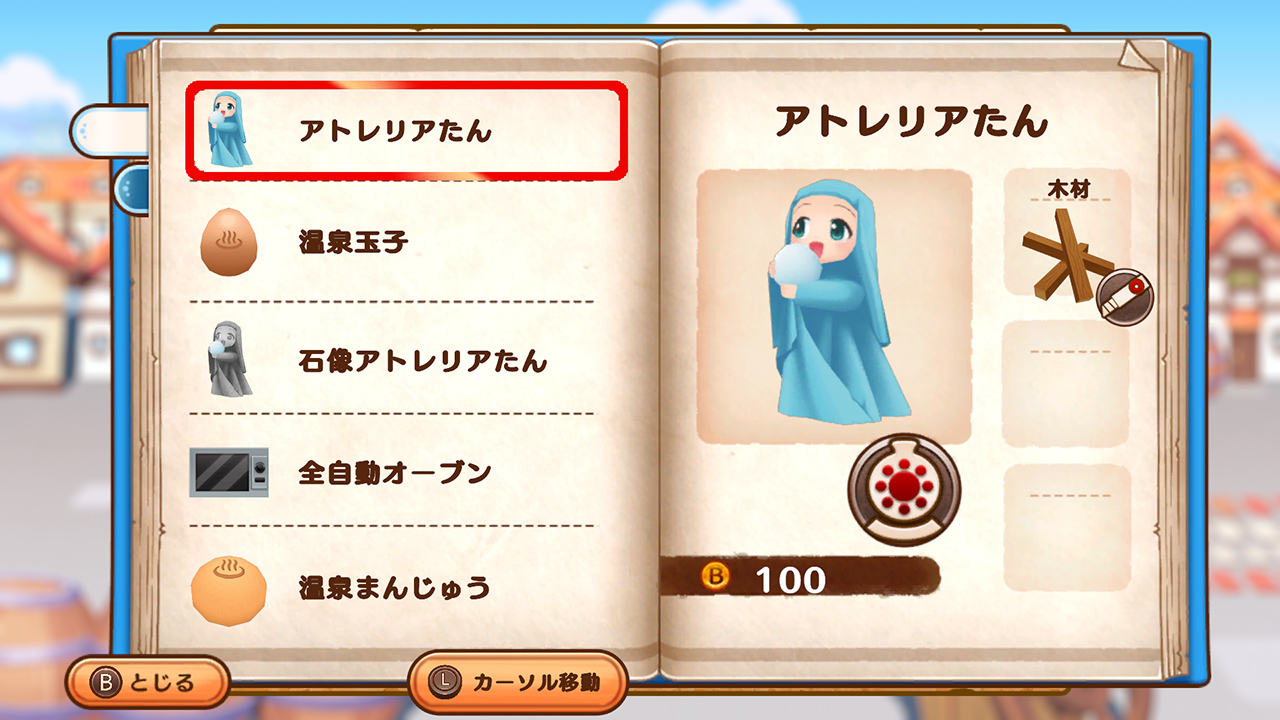 アトレリアたん
温泉玉子
石像アトレリアたん
全自動オーブン
温泉まんじゅう
アトレリアたん
木材
B 100
B とじる
L カーソル移動